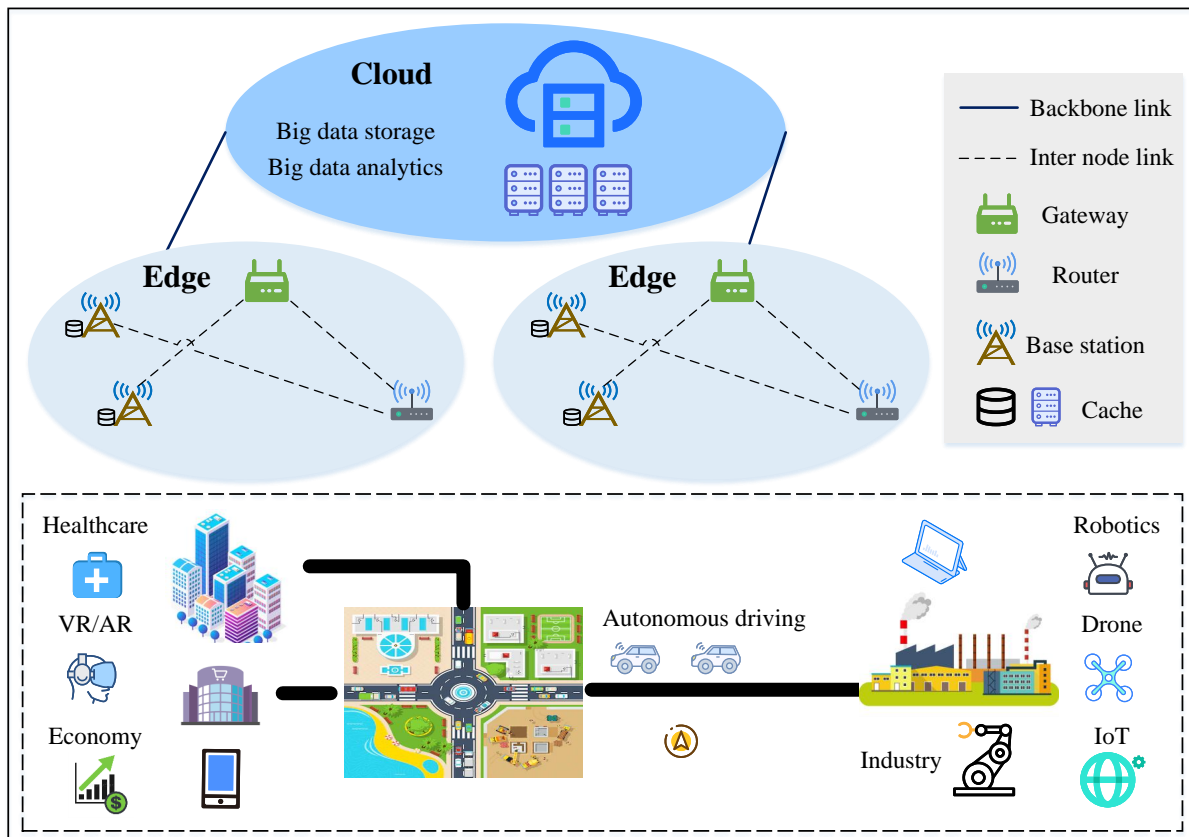 Cloud
Big data storage
Big data analytics
Backbone link
Inter node link
Gateway
Router
Base station
Cache
Edge
Edge
Healthcare
VR/AR
Economy
Autonomous driving
Industry
Robotics
Drone
IoT